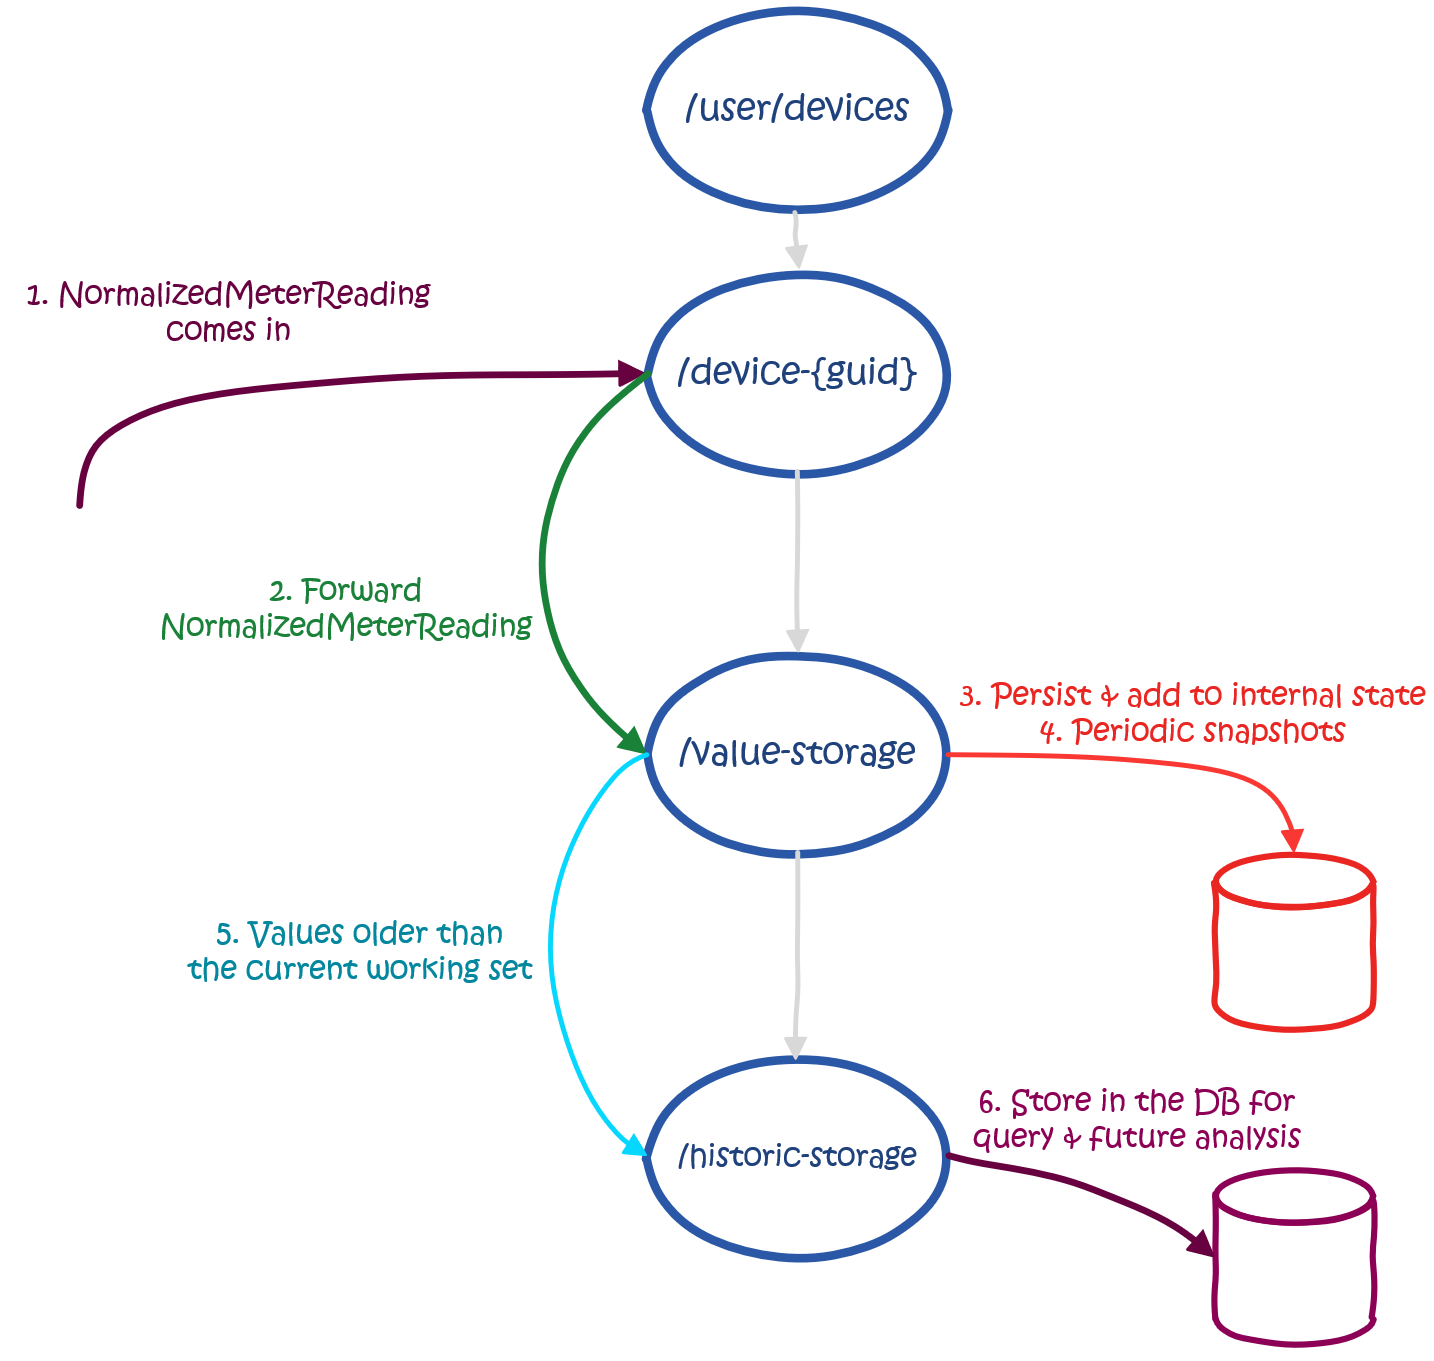 /user/devices
1. NormalizedMeterReading
comes in
/device-{guid}
2. Forward
NormalizedMeterReading
3. Persist & add to internal state
4. Periodic snapshots
/value-storage
5. Values older than
the current working set
6. Store in the DB for
query & future analysis
/historic-storage